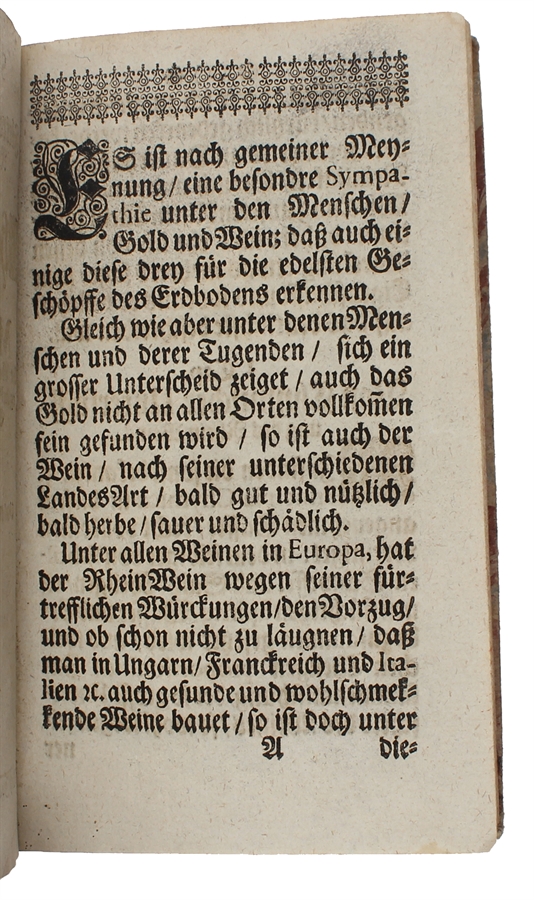 ES ist nach gemeiner Mey⸗
nung / eine besondre Sympa-
thie unter den Menschen /
Gold und Wein; daß auch ei⸗
nige diese drey für die edelsten Ge⸗
schöpffe des Erdbodens erkennen.
Gleich wie aber unter denen Men⸗
schen und derer Tugenden / sich ein
grosser Unterscheid zeiget / auch das
Gold nicht an allen Orten vollkom̅en
fein gefunden wird / so ist auch der
Wein / nach seiner unterschiedenen
LandesArt / bald gut und nützlich /
bald herbe / sauer und schädlich.
Unter allen Weinen in Europa, hat
der RheinWein wegen seiner für⸗
trefflichen Würckungen / den Vorzug /
und ob schon nicht zu läugnen / daß
man in Ungarn / Franckreich und Ita-
lien ꝛc. auch gesunde und wohlschmek⸗
kende Weine bauet / so ist doch unter
A die⸗